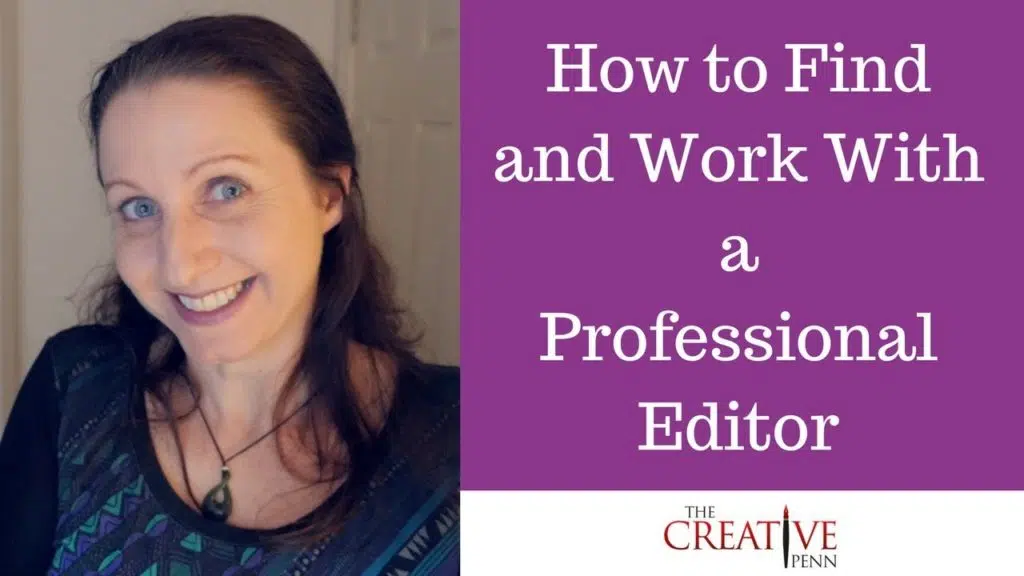 How to Find
and Work With
a
Professional
Editor
THE
CREATIVE
PENN